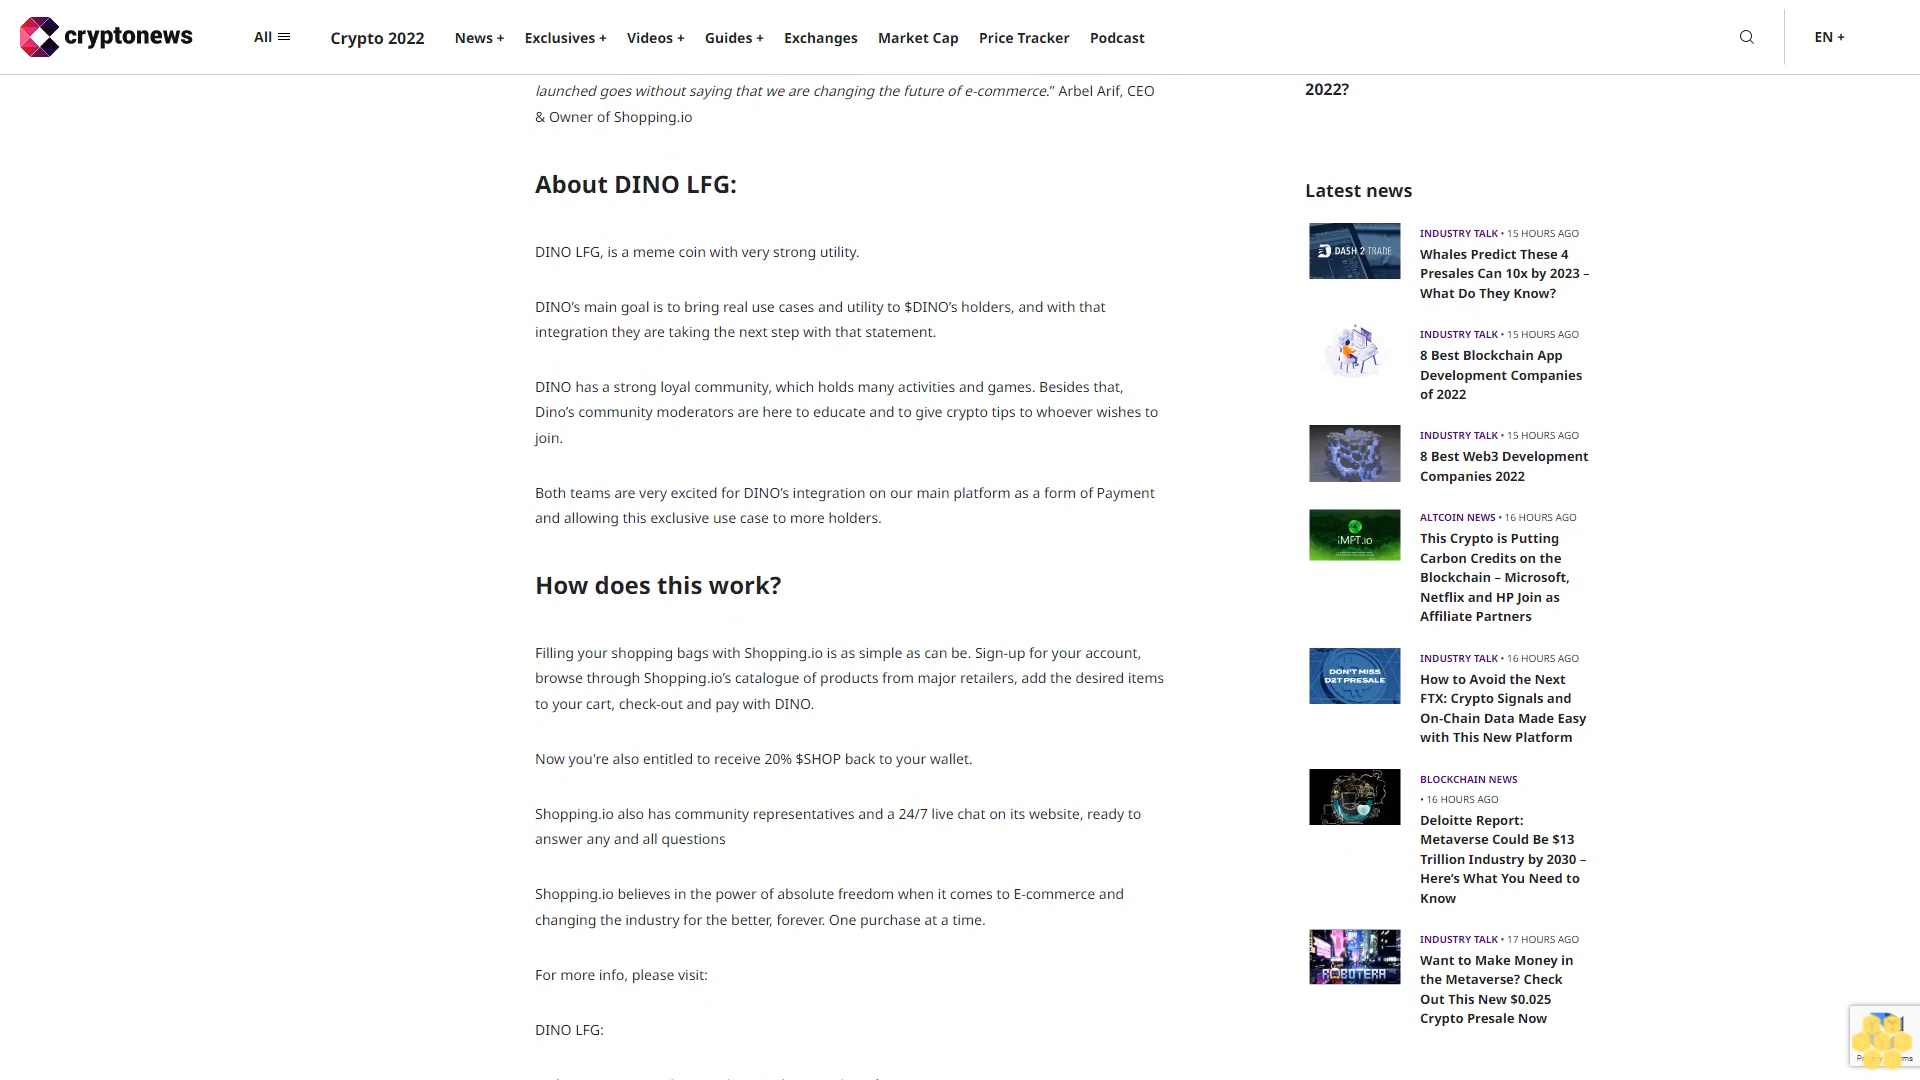 cryptonews
All
Crypto 2022
News +
Exclusives +
Videos +
Guides +
Exchanges
Market Cap
Price Tracker
Podcast
EN +
launched goes without saying that we are changing the future of e-commerce.” Arbel Arif, CEO
& Owner of Shopping.io
About DINO LFG:
DINO LFG, is a meme coin with very strong utility.
DINO’s main goal is to bring real use cases and utility to $DINO’s holders, and with that
integration they are taking the next step with that statement.
DINO has a strong loyal community, which holds many activities and games. Besides that,
Dino’s community moderators are here to educate and to give crypto tips to whoever wishes to
join.
Both teams are very excited for DINO’s integration on our main platform as a form of Payment
and allowing this exclusive use case to more holders.
How does this work?
Filling your shopping bags with Shopping.io is as simple as can be. Sign-up for your account,
browse through Shopping.io’s catalogue of products from major retailers, add the desired items
to your cart, check-out and pay with DINO.
Now you're also entitled to receive 20% $SHOP back to your wallet.
Shopping.io also has community representatives and a 24/7 live chat on its website, ready to
answer any and all questions
Shopping.io believes in the power of absolute freedom when it comes to E-commerce and
changing the industry for the better, forever. One purchase at a time.
For more info, please visit:
DINO LFG:
2022?
Latest news
DASH 2 TRADE
INDUSTRY TALK • 15 HOURS AGO
Whales Predict These 4
Presales Can 10x by 2023 –
What Do They Know?
INDUSTRY TALK • 15 HOURS AGO
8 Best Blockchain App
Development Companies
of 2022
INDUSTRY TALK • 15 HOURS AGO
8 Best Web3 Development
Companies 2022
iMPT.io
ALTCOIN NEWS • 16 HOURS AGO
This Crypto is Putting
Carbon Credits on the
Blockchain – Microsoft,
Netflix and HP Join as
Affiliate Partners
DON'T MISS
D2T PRESALE
INDUSTRY TALK • 16 HOURS AGO
How to Avoid the Next
FTX: Crypto Signals and
On-Chain Data Made Easy
with This New Platform
BLOCKCHAIN NEWS
• 16 HOURS AGO
Deloitte Report:
Metaverse Could Be $13
Trillion Industry by 2030 –
Here’s What You Need to
Know
ROBOTERA
INDUSTRY TALK • 17 HOURS AGO
Want to Make Money in
the Metaverse? Check
Out This New $0.025
Crypto Presale Now